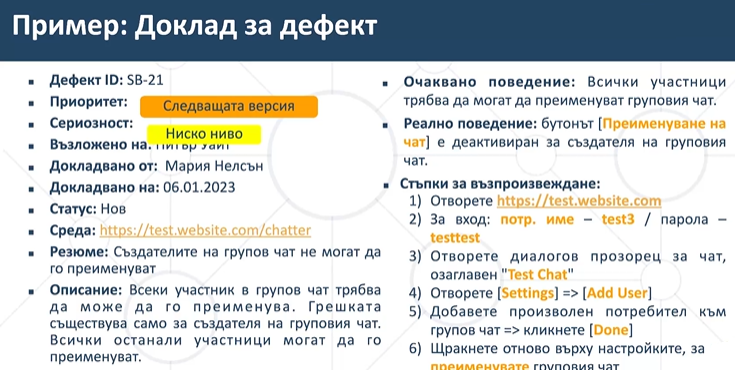 Пример: Доклад за дефект
Дефект ID: SB-21
Приоритет: Следващата версия
Сериозност: Ниско ниво
Възложено на: Питър Уайт
Докладвано от: Мария Нелсън
Докладвано на: 06.01.2023
Статус: Нов
Среда: https://test.website.com/chatter
Резюме: Създателите на групов чат не могат да
го преименуват
Описание: Всеки участник в групов чат трябва
да може да го преименува. Грешката
съществува само за създателя на груповия чат.
Всички останали участници могат да го
преименуват.
Очаквано поведение: Всички участници
трябва да могат да преименуват груповия чат.
Реално поведение: бутонът [Преименуване на
чат] е деактивиран за създателя на груповия
чат.
Стъпки за възпроизвеждане:
1) Отворете https://test.website.com
2) За вход: потр. име – test3 / парола –
testtest
3) Отворете диалогов прозорец за чат,
озаглавен "Test Chat"
4) Отворете [Settings] => [Add User]
5) Добавете произволен потребител към
групов чат => кликнете [Done]
6) Щракнете отново върху настройките, за
преименувате груповия чат